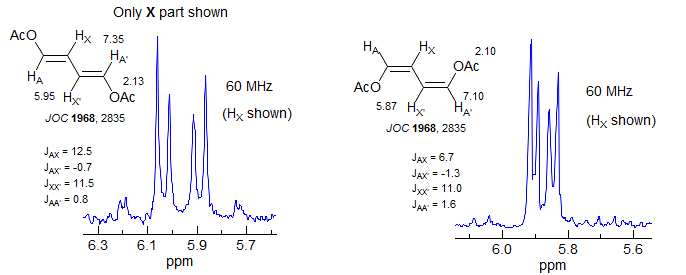 Only X part shown
AcO
HX
7.35
HA'
HA
2.13
5.95
HX'
OAc
JOC 1968, 2835
60 MHz
(HX shown)
JAX = 12.5
JAX' = -0.7
JXX' = 11.5
JAA' = 0.8
6.3 6.1 5.9 5.7
ppm
HA
HX
2.10
OAc
AcO
5.87
HX'
7.10
HA'
JOC 1968, 2835
60 MHz
(HX shown)
JAX = 6.7
JAX' = -1.3
JXX' = 11.0
JAA' = 1.6
6.0 5.8 5.6
ppm